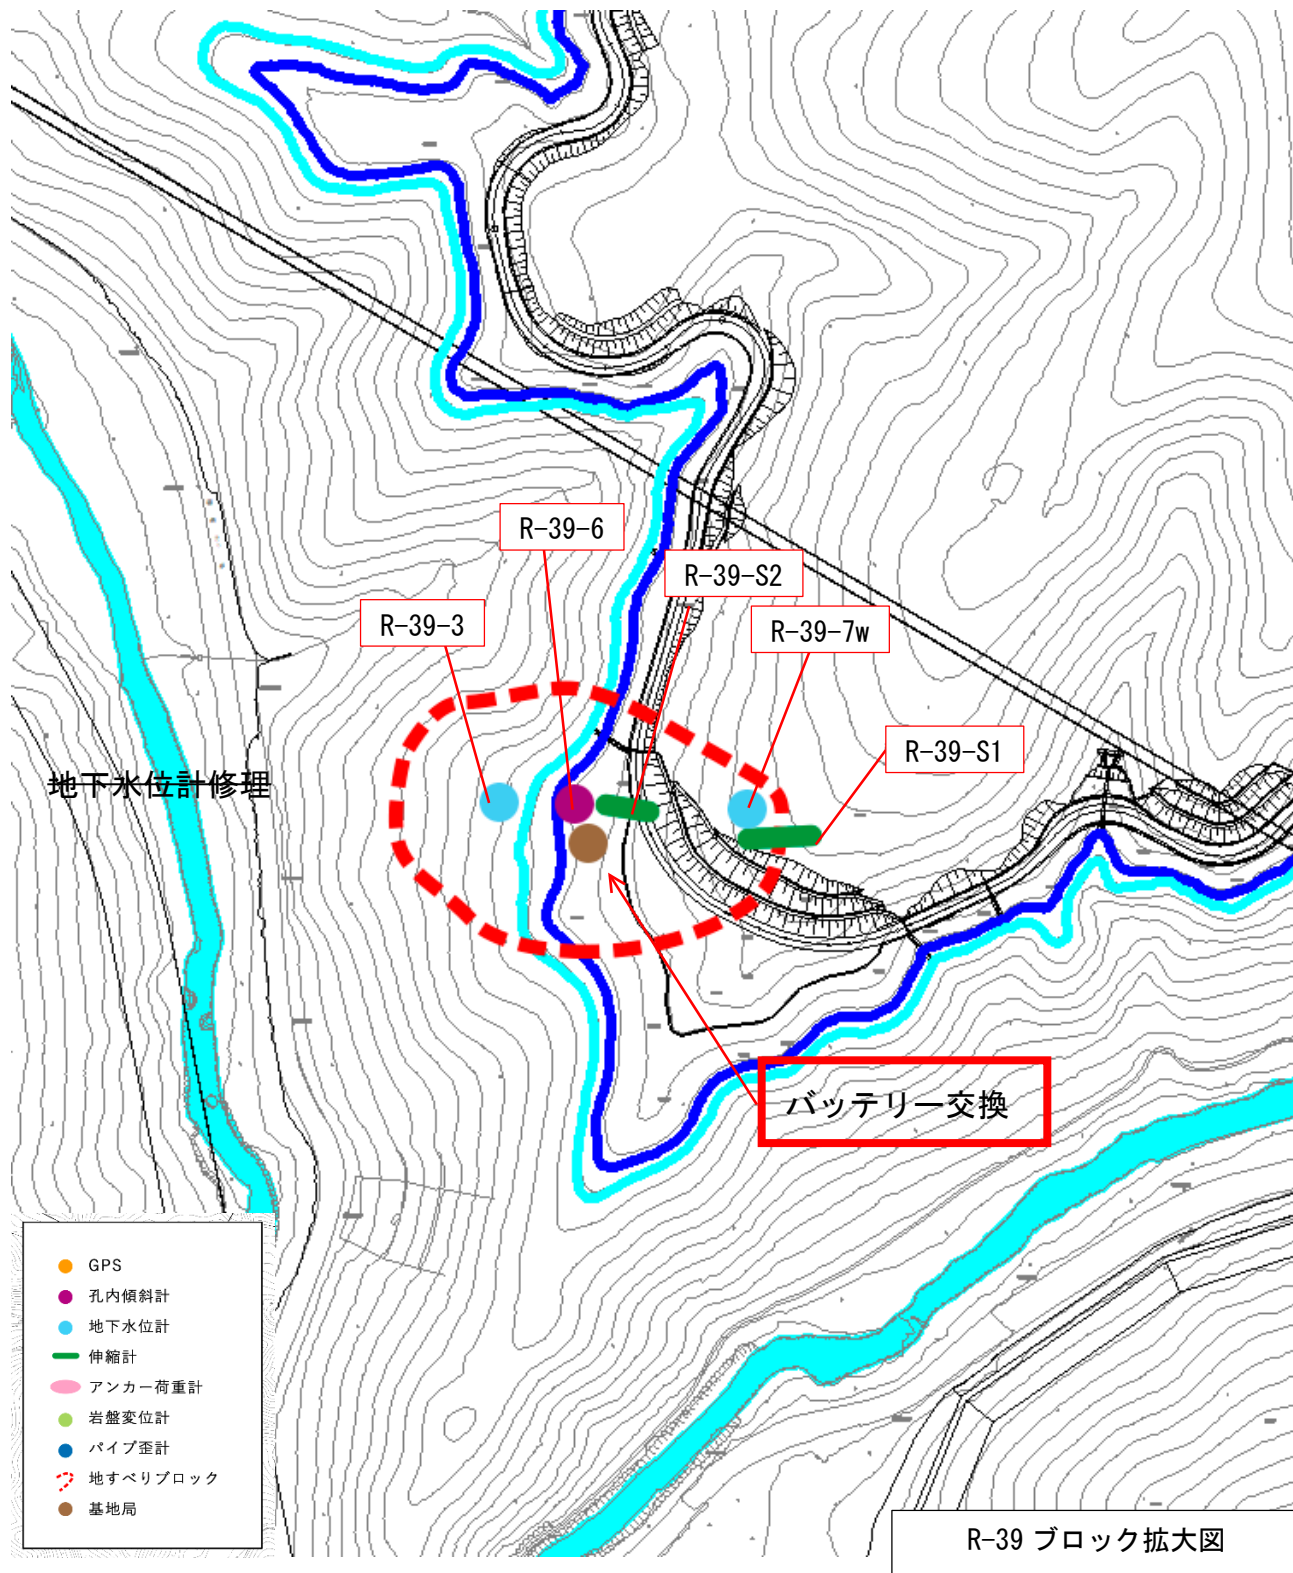 R-39-6
R-39-S2
R-39-3
R-39-7w
R-39-S1
地下水位計修理
バッテリー交換
GPS
孔内傾斜計
地下水位計
伸縮計
アンカー荷重計
岩盤変位計
パイプ歪計
地すべりブロック
基地局
R-39 ブロック拡大図